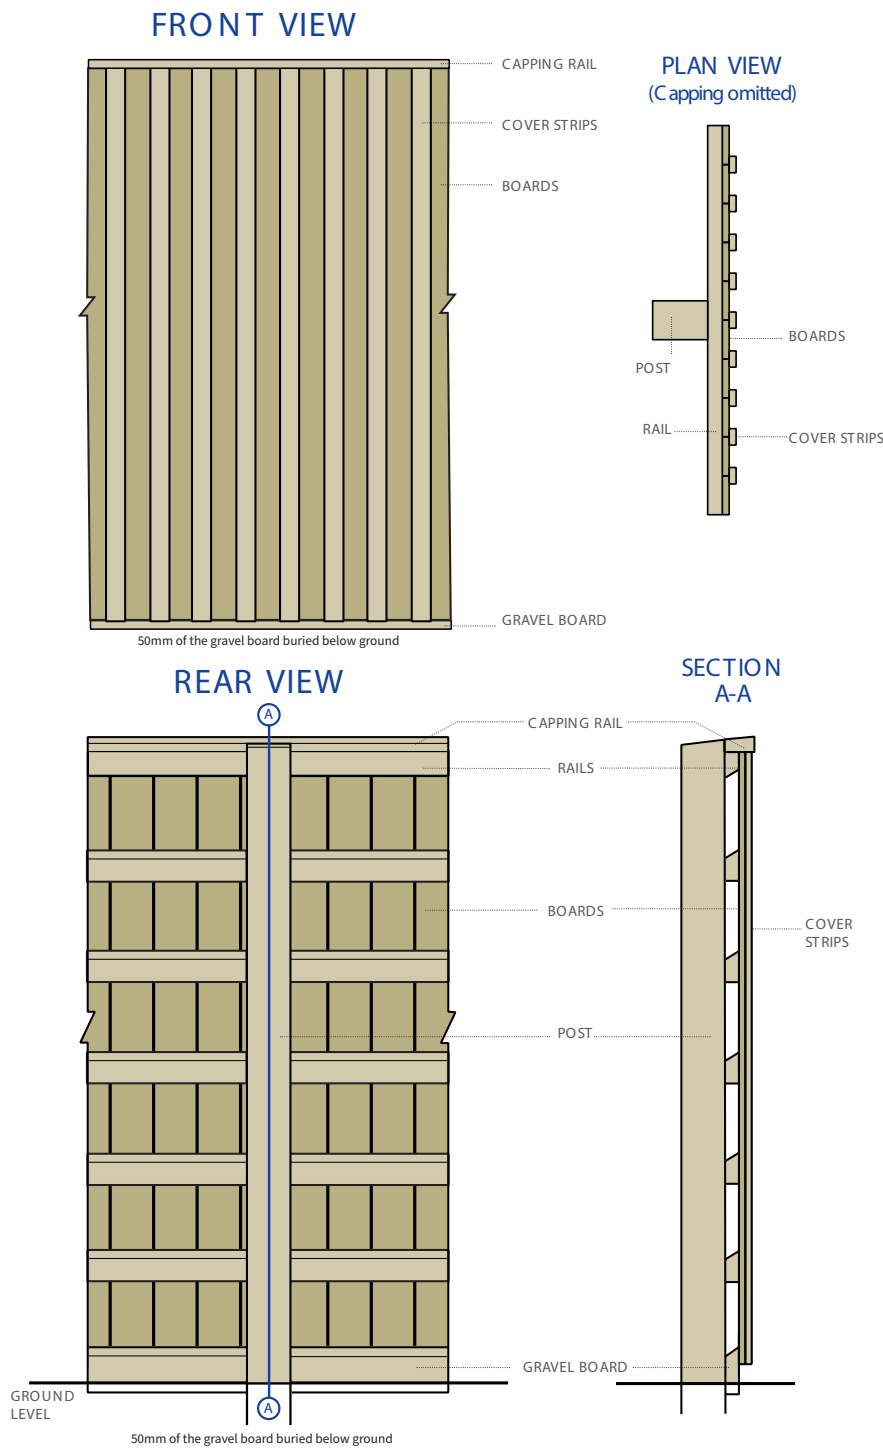 FRONT VIEW
CAPPING RAIL
COVER STRIPS
BOARDS
GRAVEL BOARD
50mm of the gravel board buried below ground
PLAN VIEW
(Capping omitted)
BOARDS
POST
RAIL
COVER STRIPS
REAR VIEW
A
SECTION
A-A
CAPPING RAIL
RAILS
BOARDS
COVER
STRIPS
POST
GRAVEL BOARD
GROUND
LEVEL
A
50mm of the gravel board buried below ground